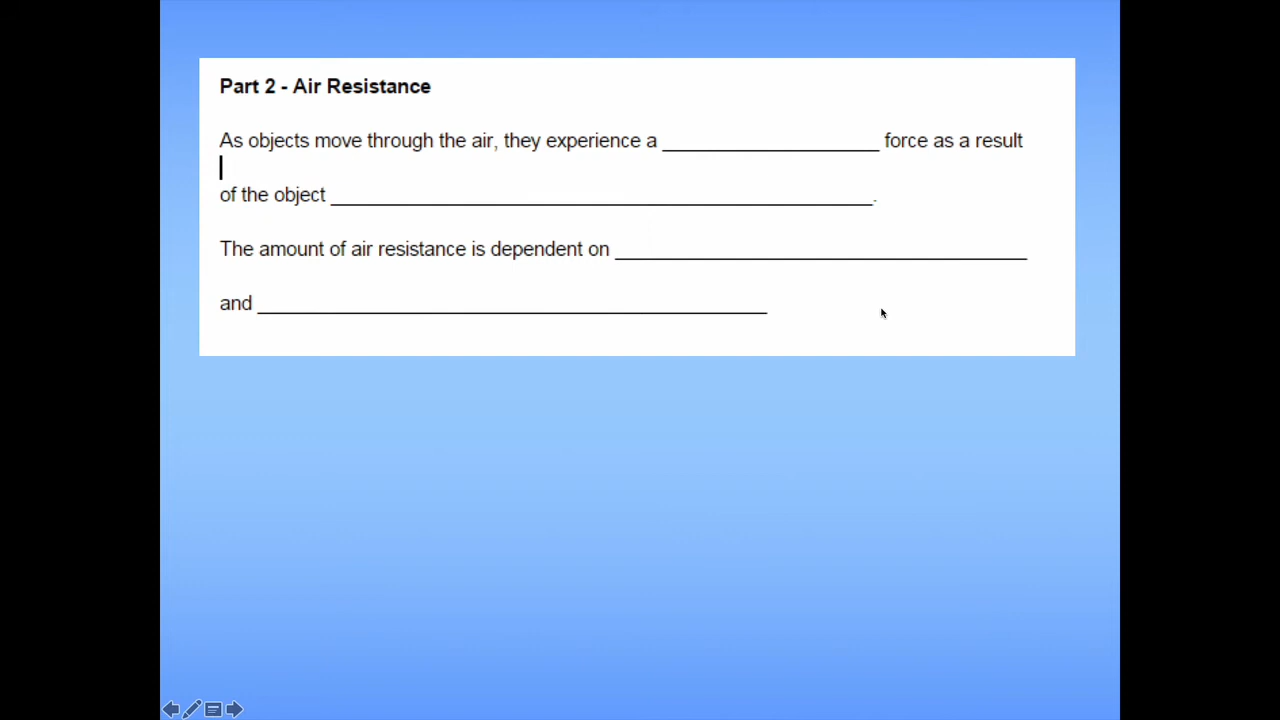 Part 2 - Air Resistance
As objects move through the air, they experience a ____________________ force as a result
of the object __________________________________________________.
The amount of air resistance is dependent on ______________________________________
and _______________________________________________